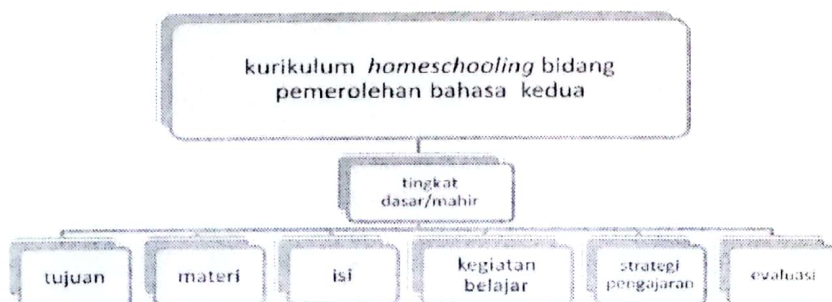 kurikulum homeschooling bidang
pemerolehan bahasa kedua
tingkat
dasar/mahir
tujuan
materi
isi
kegiatan
belajar
strategi
pengajaran
evaluasi